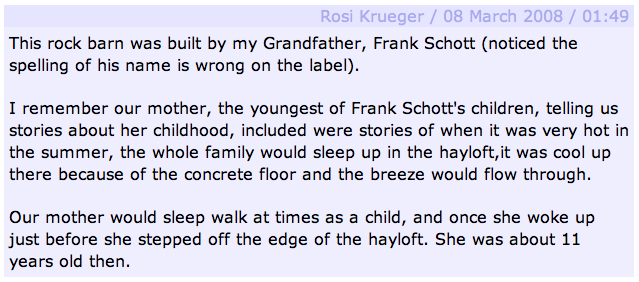 Rosi Krueger / 08 March 2008 / 01:49
This rock barn was built by my Grandfather, Frank Schott (noticed the
spelling of his name is wrong on the label).
I remember our mother, the youngest of Frank Schott's children, telling us
stories about her childhood, included were stories of when it was very hot in
the summer, the whole family would sleep up in the hayloft,it was cool up
there because of the concrete floor and the breeze would flow through.
Our mother would sleep walk at times as a child, and once she woke up
just before she stepped off the edge of the hayloft. She was about 11
years old then.